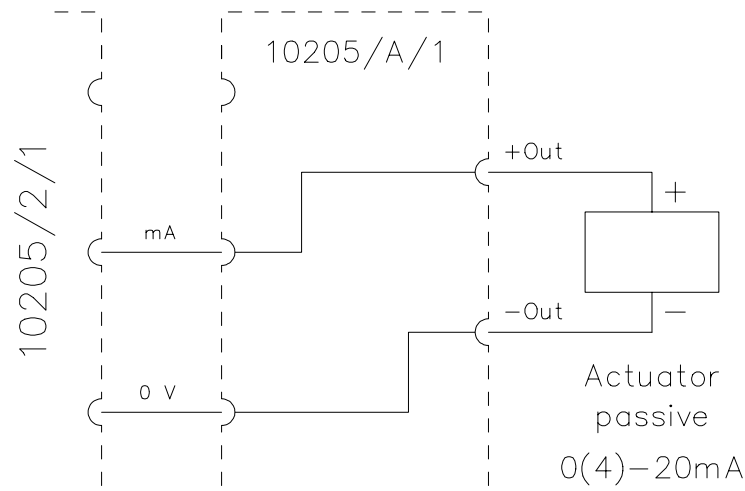 10205/2/1
10205/A/1
+Out
+
mA
-Out
-
0 V
Actuator
passive
0(4)-20mA